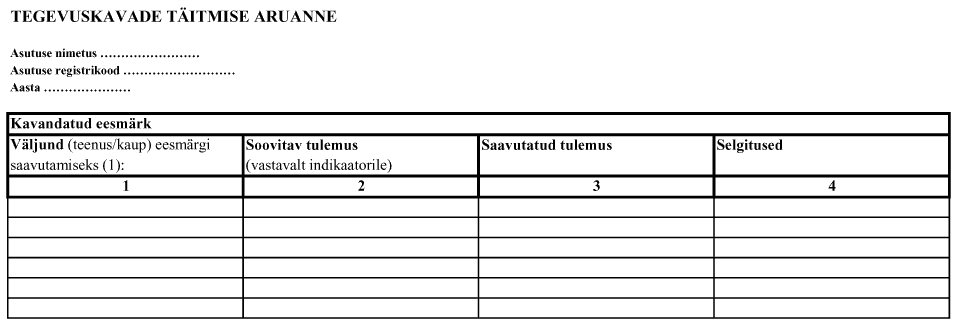 TEGEVUSKAVADE TÄITMISE ARUANNE
Asutuse nimetus ........................
Asutuse registrikood ...........................
Aasta .....................
Kavandatud eesmärk
Väljund (teenus/kaup) eesmärgi
saavutamiseks (1):
Soovitav tulemus
(vastavalt indikaatorile)
Saavutatud tulemus
Selgitused
1 2 3 4